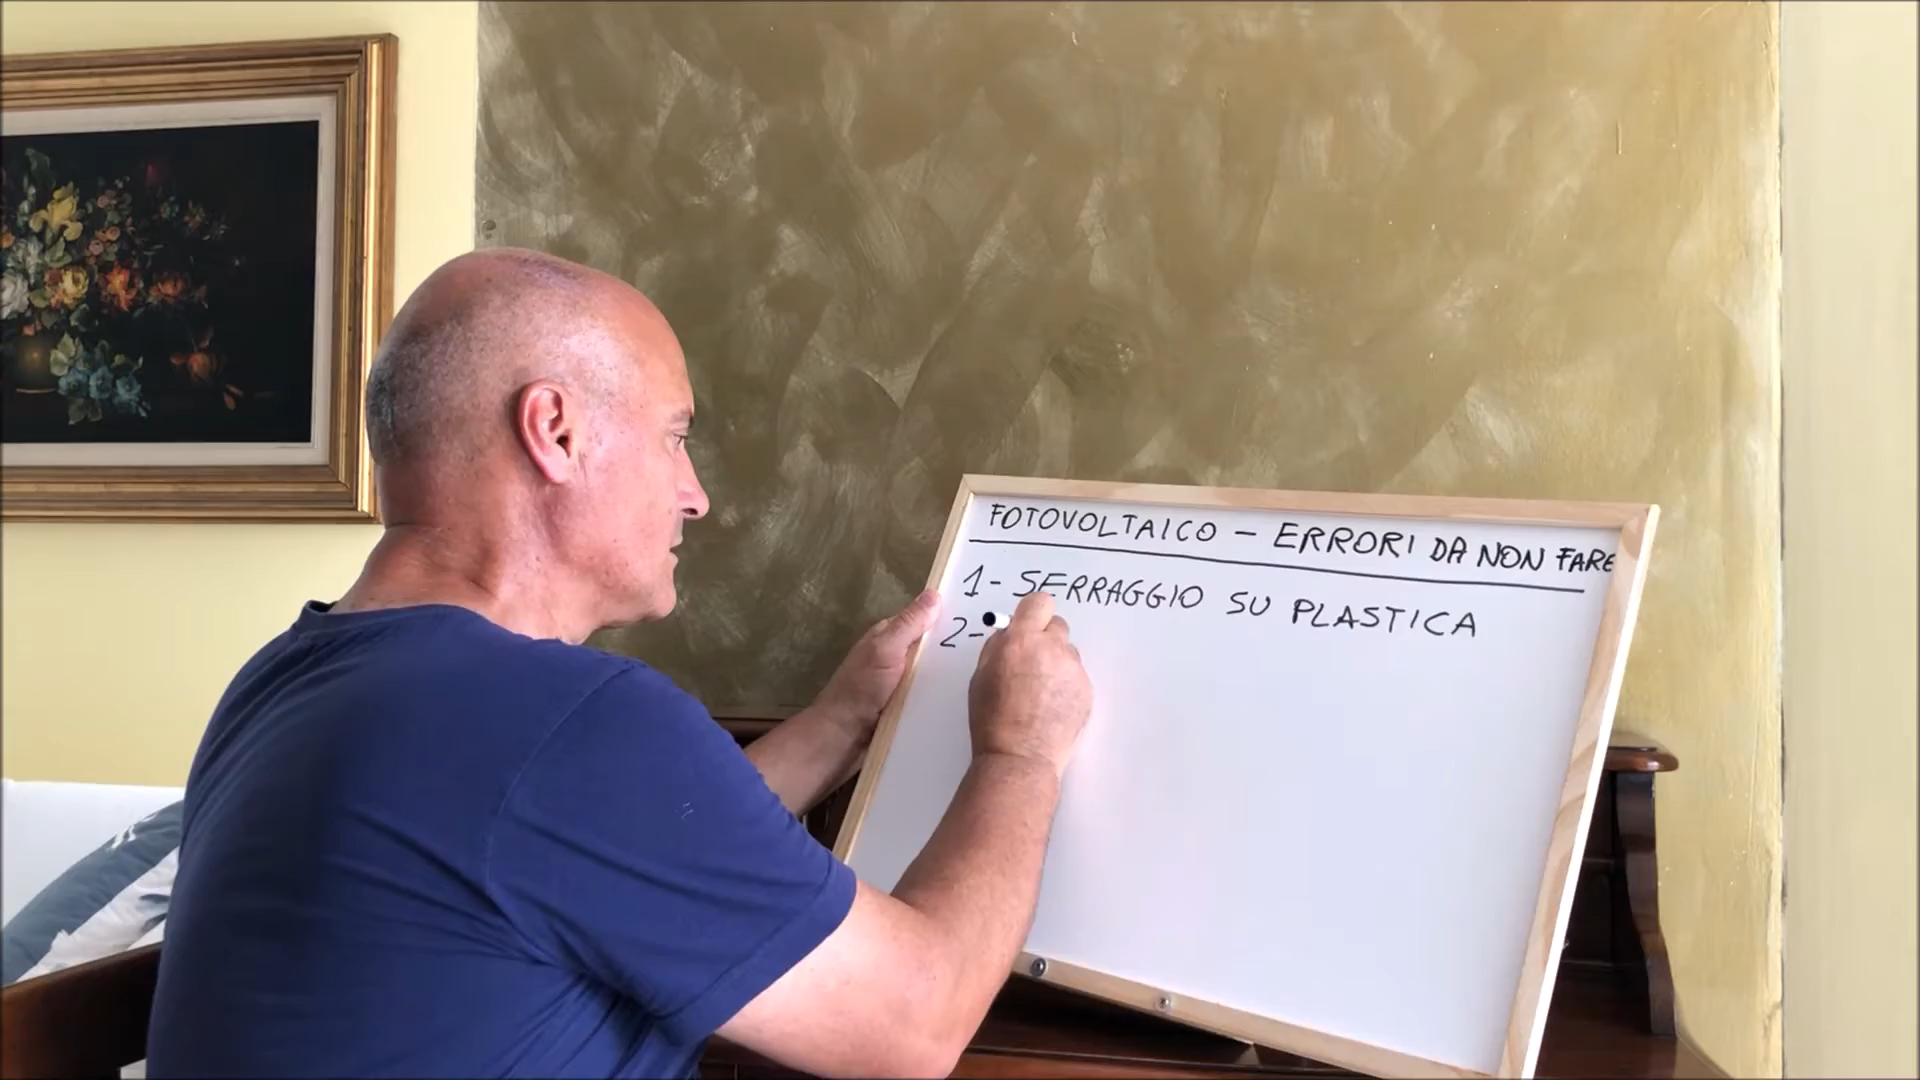 FOTOVOLTAICO - ERRORI DA NON FARE
1- SERRAGGIO SU PLASTICA
2-